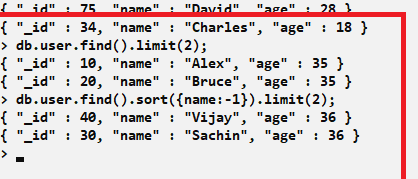 { "_id" : 75, "name" : "David", "age" : 28 }
{ "_id" : 34, "name" : "Charles", "age" : 18 }
> db.user.find().limit(2);
{ "_id" : 10, "name" : "Alex", "age" : 35 }
{ "_id" : 20, "name" : "Bruce", "age" : 35 }
> db.user.find().sort({name:-1}).limit(2);
{ "_id" : 40, "name" : "Vijay", "age" : 36 }
{ "_id" : 30, "name" : "Sachin", "age" : 36 }
>